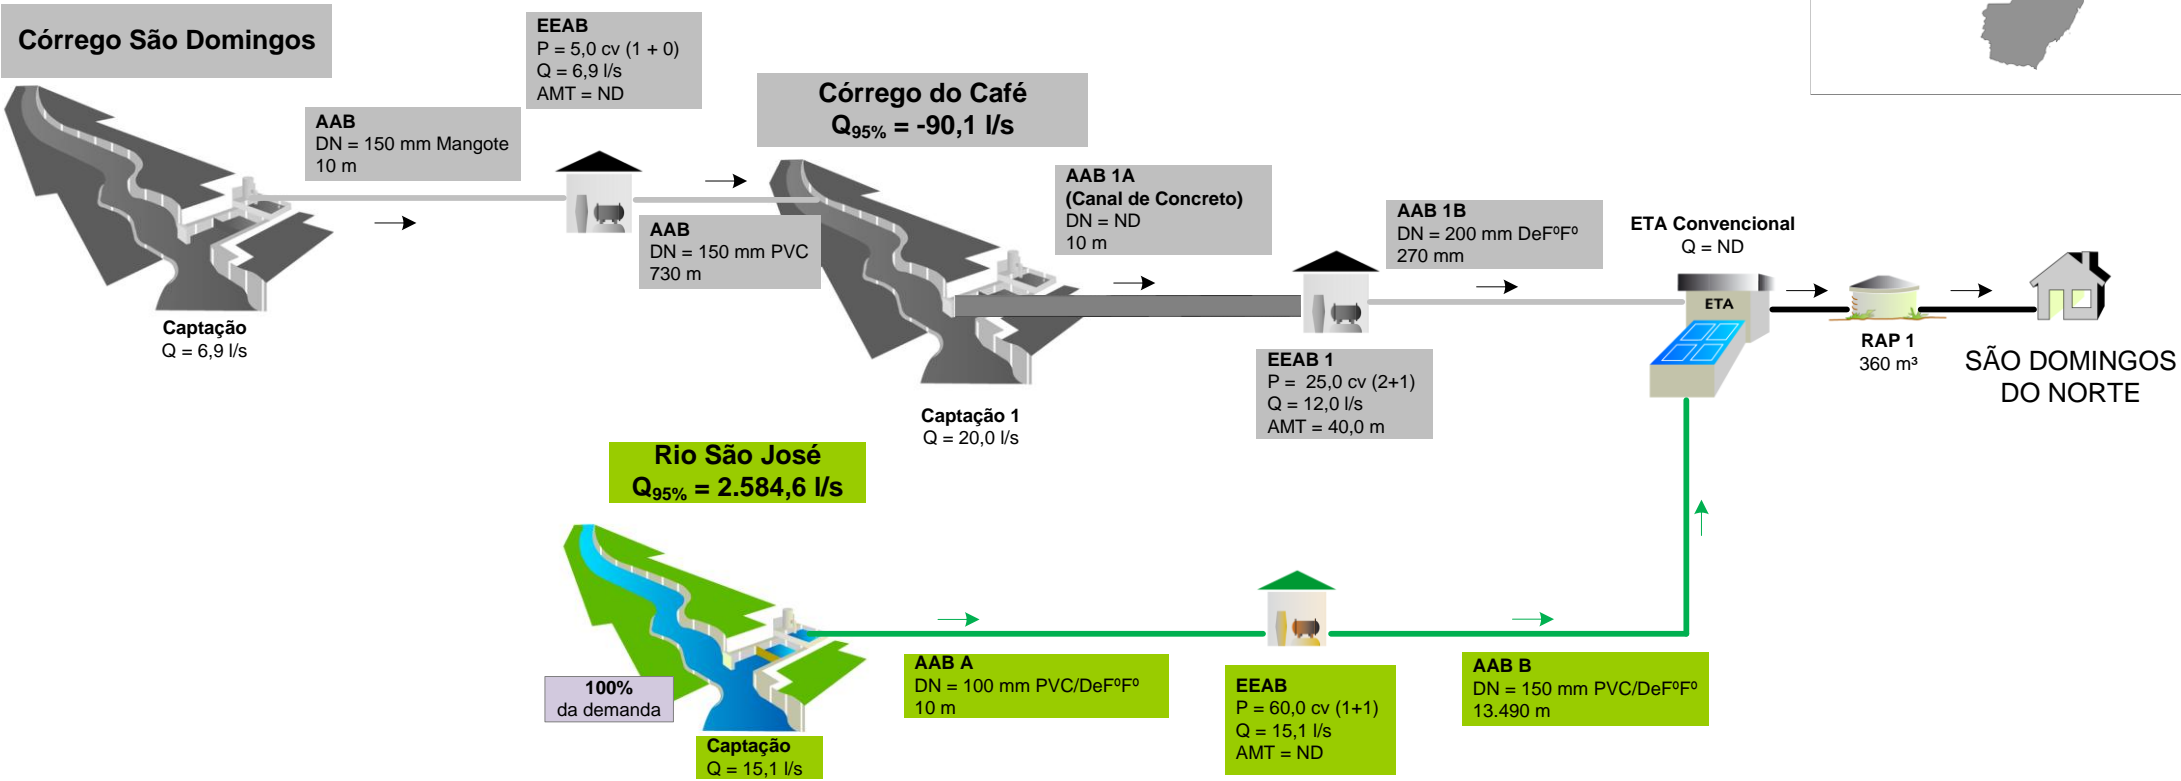 Córrego São Domingos
EEAB
P = 5,0 cv (1 + 0)
Q = 6,9 l/s
AMT = ND
AAB
DN = 150 mm Mangote
10 m
Córrego do Café
Q95% = -90,1 l/s
AAB
DN = 150 mm PVC
730 m
AAB 1A
(Canal de Concreto)
DN = ND
10 m
AAB 1B
DN = 200 mm DeFºFº
270 mm
ETA Convencional
Q = ND
ETA
Captação
Q = 6,9 l/s
RAP 1
360 m³
SÃO DOMINGOS
DO NORTE
EEAB 1
P =  25,0 cv (2+1)
Q = 12,0 l/s
AMT = 40,0 m
Captação 1
Q = 20,0 l/s
Rio São José
Q95% = 2.584,6 l/s
100%
da demanda
Captação
Q = 15,1 l/s
AAB A
DN = 100 mm PVC/DeFºFº
10 m
EEAB
P = 60,0 cv (1+1)
Q = 15,1 l/s
AMT = ND
AAB B
DN = 150 mm PVC/DeFºFº
13.490 m